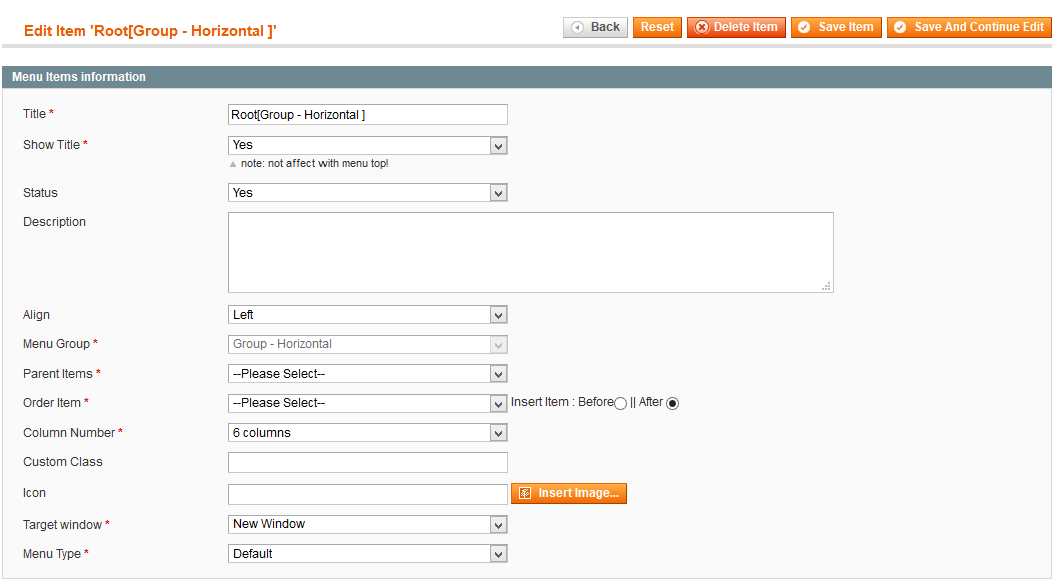 Edit Item 'Root[Group - Horizontal ]'
Back Reset Delete Item Save Item Save And Continue Edit
Menu Items information
Title * Root[Group - Horizontal ]
Show Title * Yes
note: not affect with menu top!
Status Yes
Description
Align Left
Menu Group * Group - Horizontal
Parent Items * --Please Select--
Order Item * --Please Select-- Insert Item : Before || After
Column Number * 6 columns
Custom Class
Icon Insert Image...
Target window * New Window
Menu Type * Default